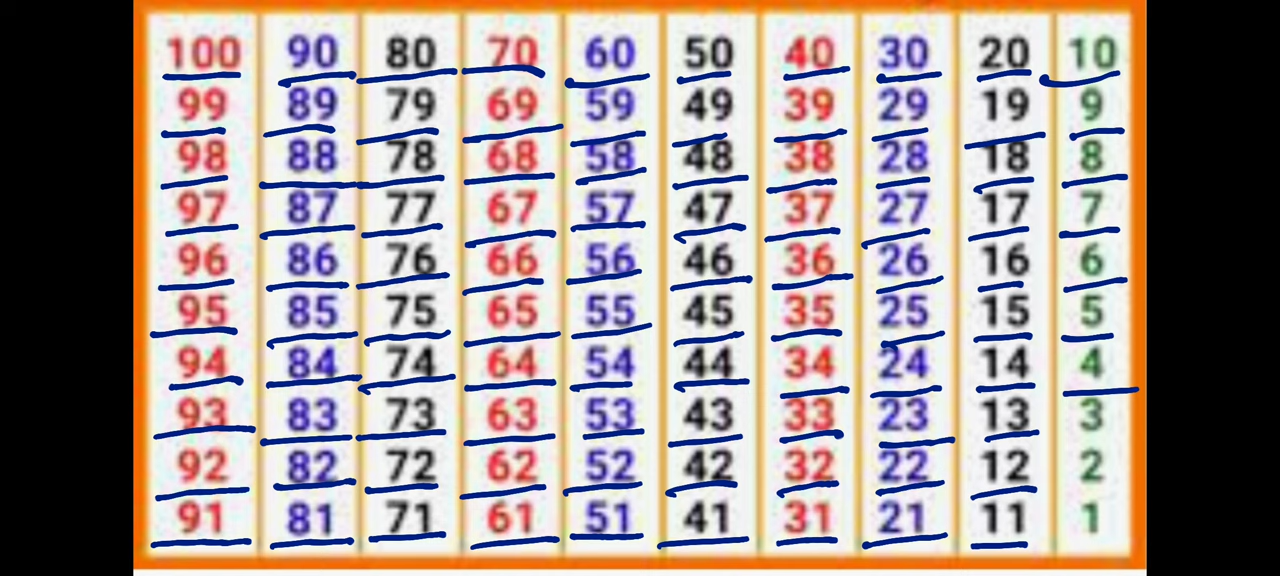 100 90 80 70 60 50 40 30 20 10
99 89 79 69 59 49 39 29 19 9
98 88 78 68 58 48 38 28 18 8
97 87 77 67 57 47 37 27 17 7
96 86 76 66 56 46 36 26 16 6
95 85 75 65 55 45 35 25 15 5
94 84 74 64 54 44 34 24 14 4
93 83 73 63 53 43 33 23 13 3
92 82 72 62 52 42 32 22 12 2
91 81 71 61 51 41 31 21 11 1